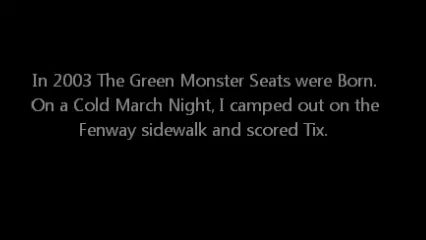 In 2003 The Green Monster Seats were Born.
On a Cold March Night, I camped out on the
Fenway sidewalk and scored Tix.